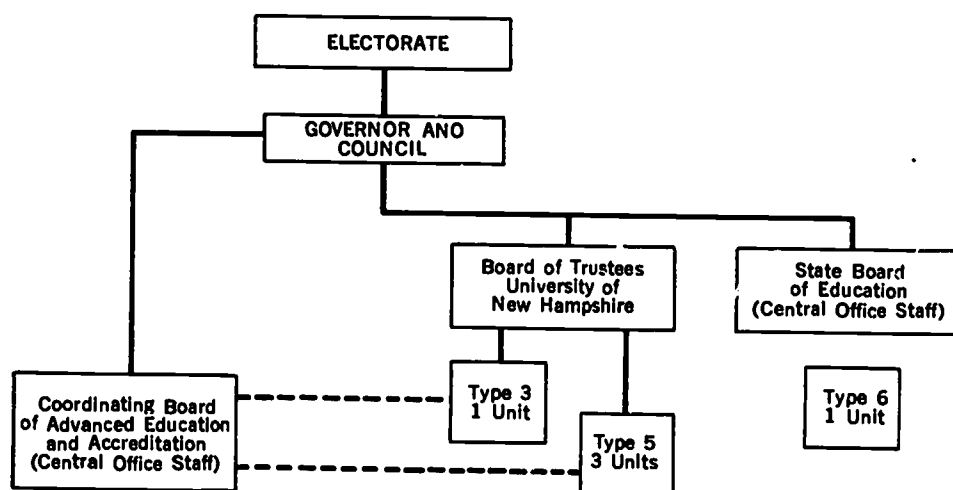 ELECTORATE
GOVERNOR ANO
COUNCIL
Board of Trustees
University of
New Hampshire
State Board
of Education
(Central Office Staff)
Type 3
1 Unit
Type 6
1 Unit
Coordinating Board
of Advanced Education
and Accreditation
(Central Office Staff)
Type 5
3 Units